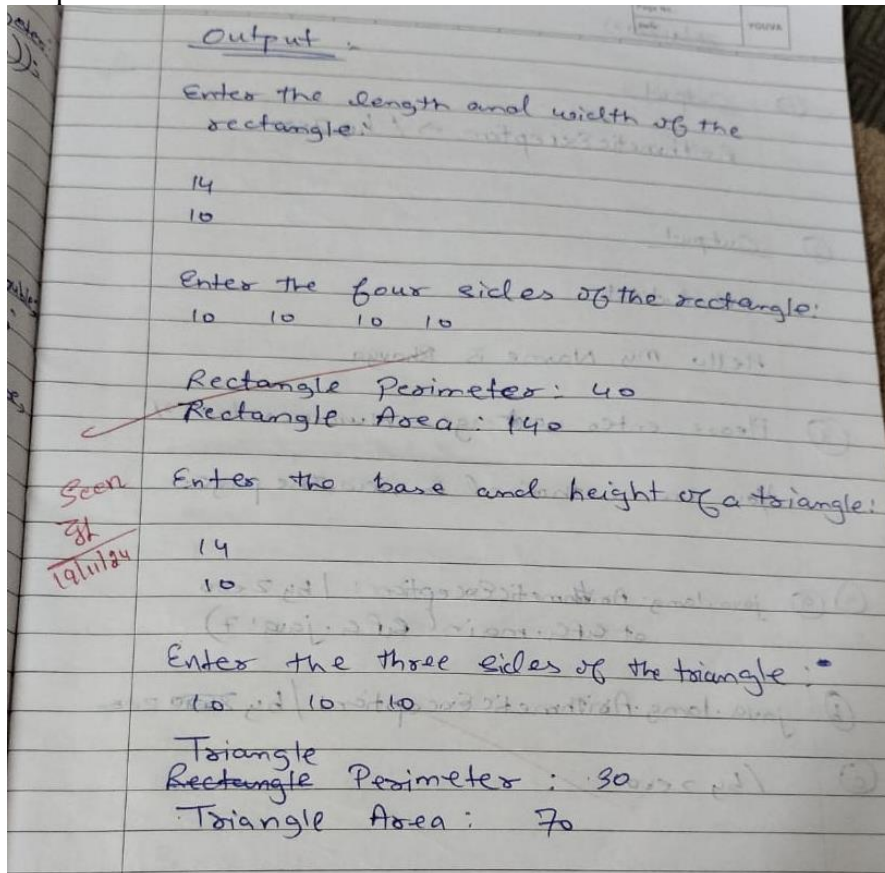 Output :
Enter the length and width of the
rectangle:
14
10
Enter the four sides of the rectangle:
10 10 10 10
Rectangle Perimeter : 40
Rectangle Area : 140
Seen
19/11/24
Enter the base and height of a triangle:
14
10
Enter the three sides of the triangle :
10 10 10
Triangle
Rectangle Perimeter : 30
Triangle Area : 70
YOUVA